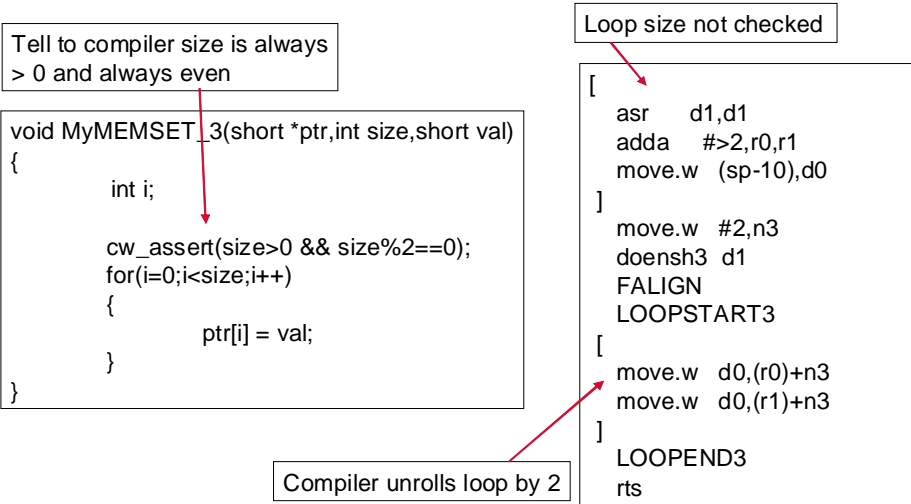 Tell to compiler size is always
> 0 and always even
void MyMEMSET_3(short *ptr,int size,short val)
{
int i;
cw_assert(size>0 && size%2==0);
for(i=0;i<size;i++)
{
ptr[i] = val;
}
}
Loop size not checked
[
asr d1,d1
adda #>2,r0,r1
move.w (sp-10),d0
]
move.w #2,n3
doensh3 d1
FALIGN
LOOPSTART3
[
move.w d0,(r0)+n3
move.w d0,(r1)+n3
]
LOOPEND3
rts
Compiler unrolls loop by 2